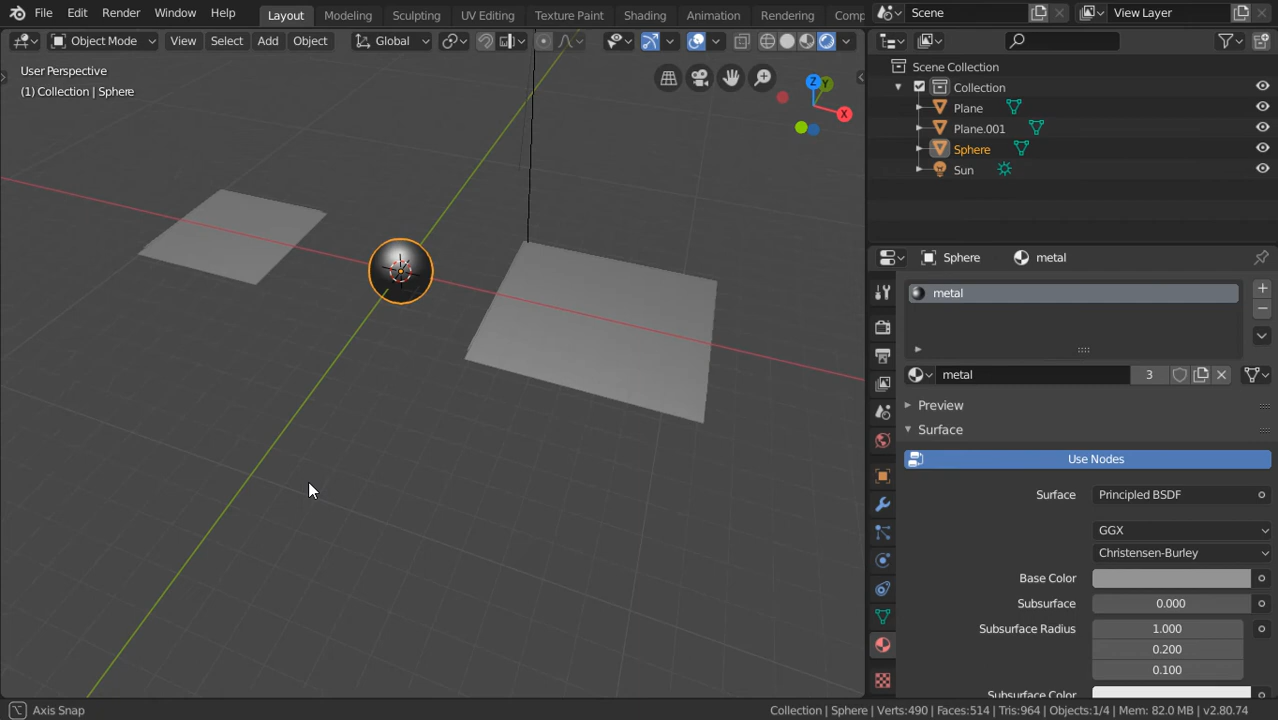 File Edit Render Window Help Layout Modeling Sculpting UV Editing Texture Paint Shading Animation Rendering Comp Scene View Layer
Object Mode View Select Add Object Global
User Perspective
(1) Collection | Sphere
Z
Y
X
Scene Collection
Collection
Plane
Plane.001
Sphere
Sun
Sphere metal
metal
metal 3
Preview
Surface
Use Nodes
Surface Principled BSDF
GGX
Christensen-Burley
Base Color
Subsurface 0.000
Subsurface Radius 1.000
0.200
0.100
Subsurface Color
Axis Snap Collection | Sphere | Verts:490 | Faces:514 | Tris:964 | Objects:1/4 | Mem: 82.0 MB | v2.80.74